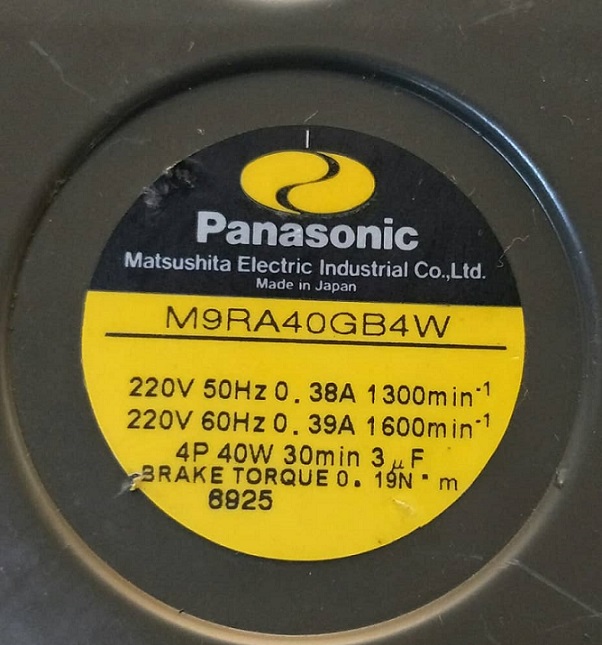 Panasonic
Matsushita Electric Industrial Co.,Ltd.
Made in Japan
M9RA40GB4W
220V 50Hz 0.38A 1300min⁻¹
220V 60Hz 0.39A 1600min⁻¹
4P 40W 30min 3μF
BRAKE TORQUE 0.19N・m
6925